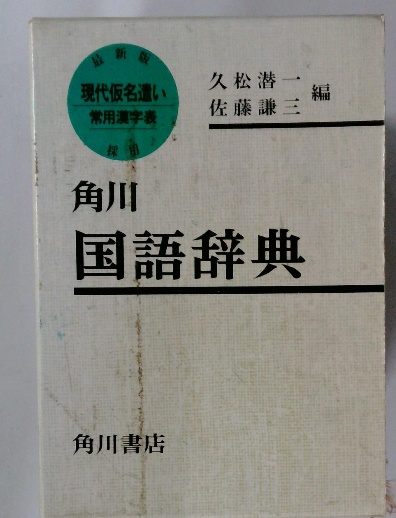 最新版
現代仮名遣い
常用漢字表
採用
久松潜一
佐藤謙三
編
角川
国語辞典
角川書店